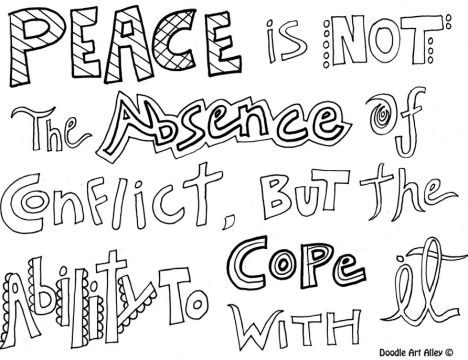 PEACE is NOT
The Absence Of
Conflict, BUT the
Ability To COPE
WITH it
Doodle Art Alley ©